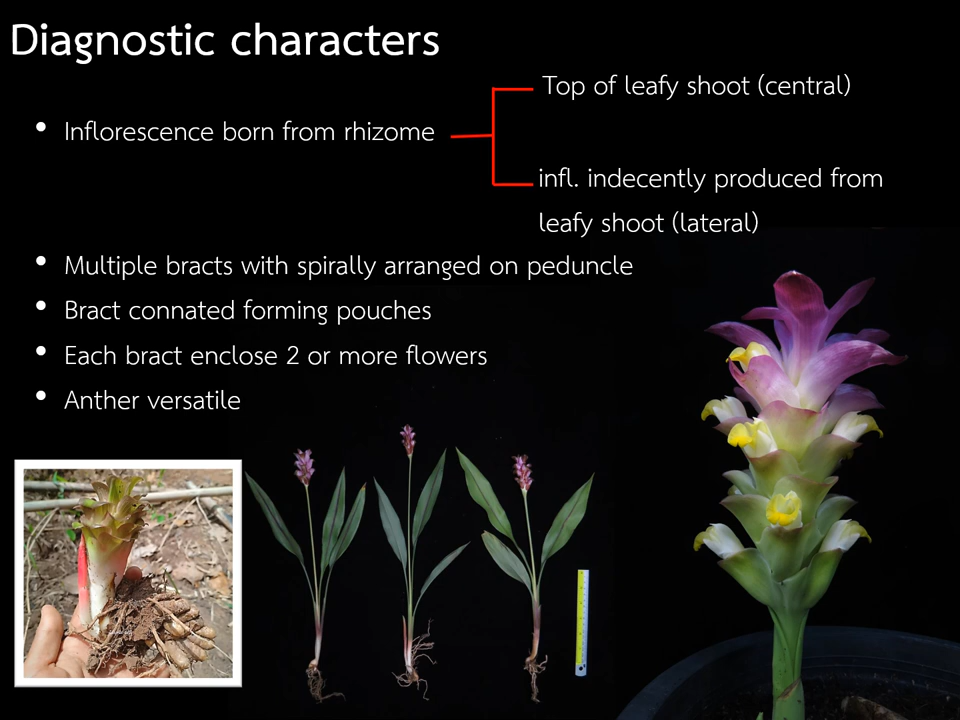 Diagnostic characters
• Inflorescence born from rhizome
Top of leafy shoot (central)
infl. indecently produced from
leafy shoot (lateral)
• Multiple bracts with spirally arranged on peduncle
• Bract connated forming pouches
• Each bract enclose 2 or more flowers
• Anther versatile